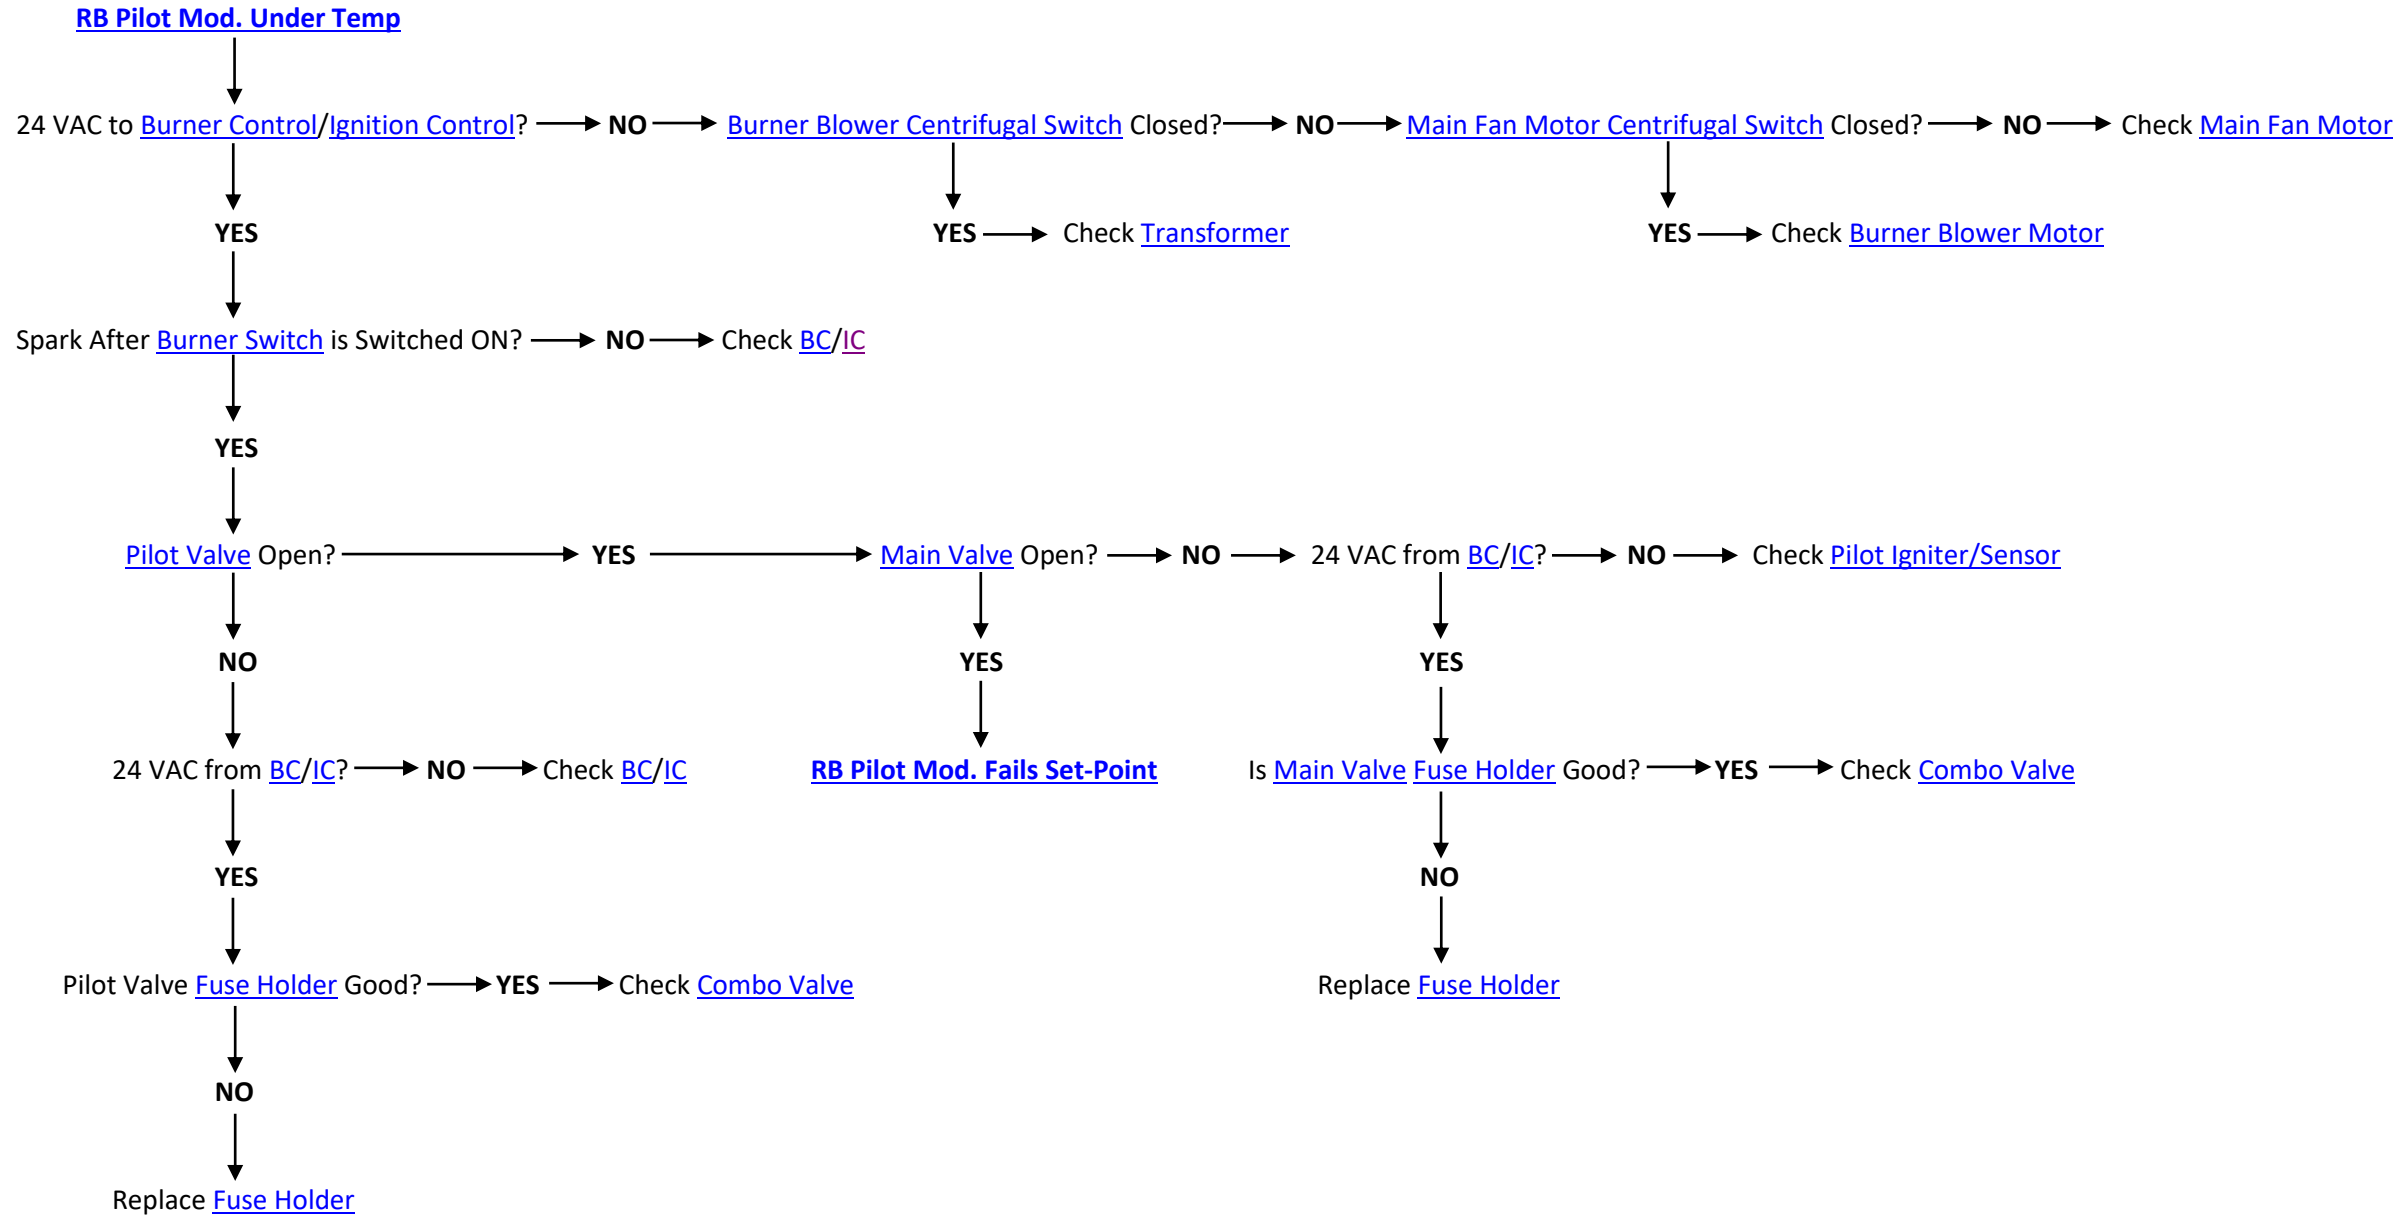 RB Pilot Mod. Under Temp
24 VAC to Burner Control/Ignition Control? NO Burner Blower Centrifugal Switch Closed? NO Main Fan Motor Centrifugal Switch Closed? NO Check Main Fan Motor
YES YES Check Transformer YES Check Burner Blower Motor
Spark After Burner Switch is Switched ON? NO Check BC/IC
YES
Pilot Valve Open? YES Main Valve Open? NO 24 VAC from BC/IC? NO Check Pilot Igniter/Sensor
NO YES YES
24 VAC from BC/IC? NO Check BC/IC RB Pilot Mod. Fails Set-Point Is Main Valve Fuse Holder Good? YES Check Combo Valve
YES NO
Pilot Valve Fuse Holder Good? YES Check Combo Valve Replace Fuse Holder
NO
Replace Fuse Holder